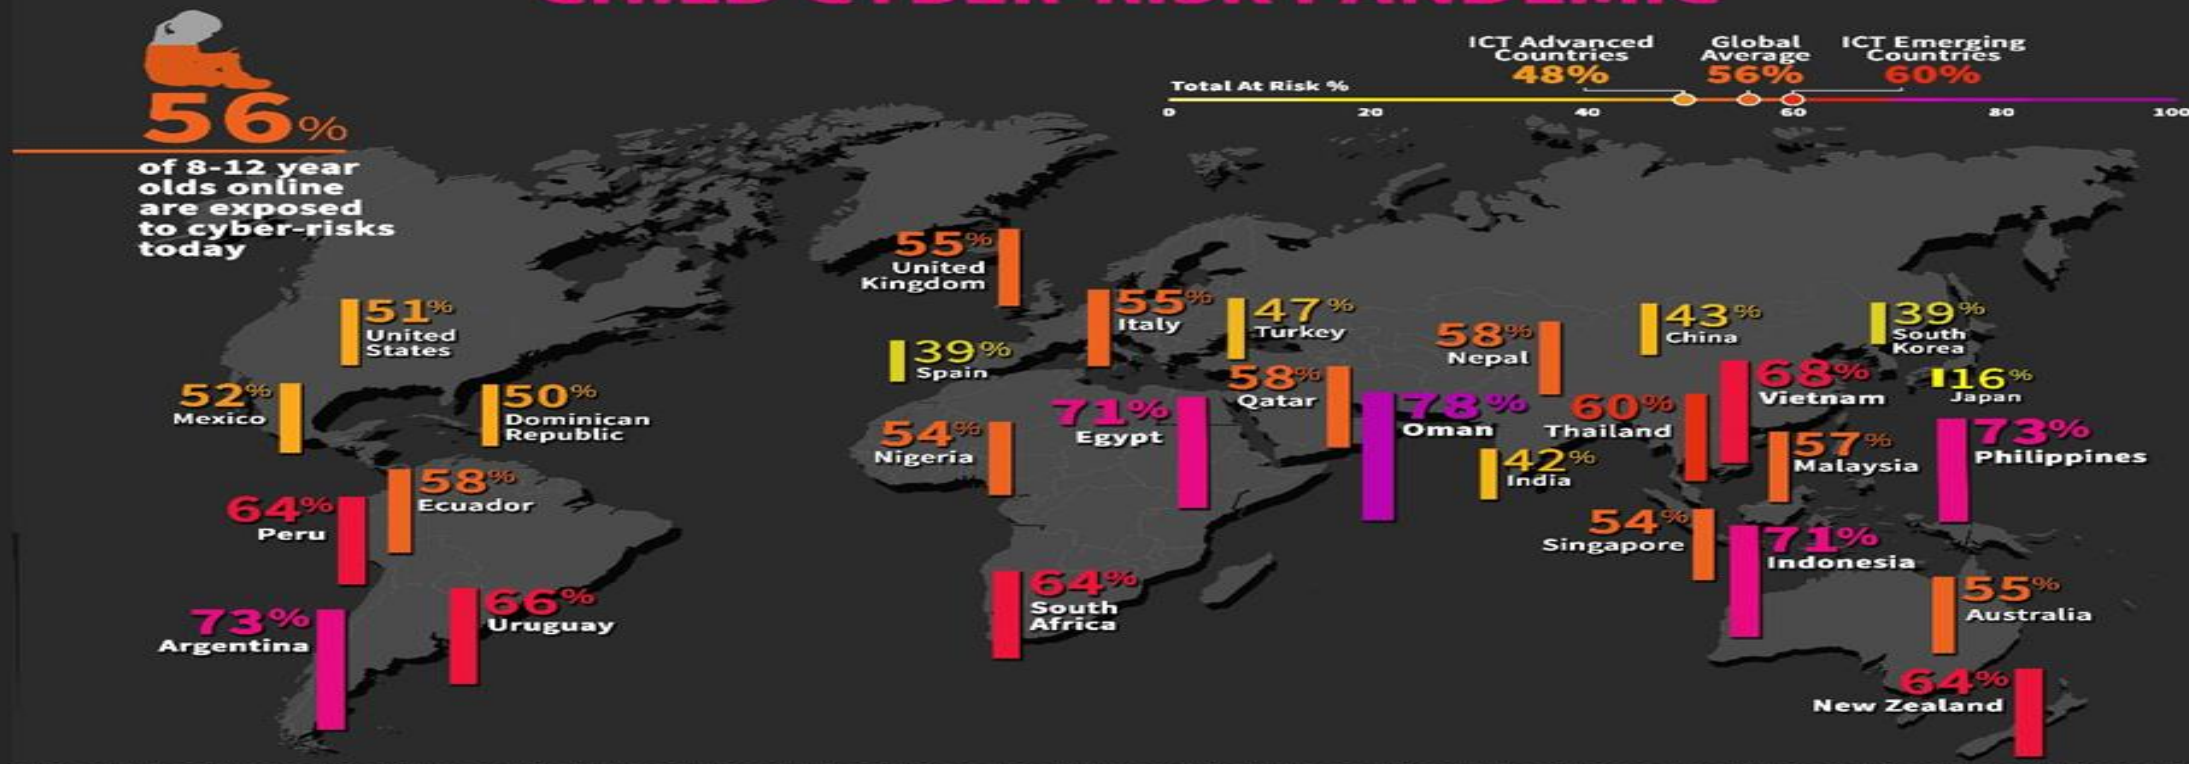 CHILD CYBER-RISK PANDEMIC
56%
of 8-12 year
olds online
are exposed
to cyber-risks
today
ICT Advanced
Countries
48%
Global
Average
56%
ICT Emerging
Countries
60%
Total At Risk %
0 20 40 60 80 100
55%
United
Kingdom
51%
United
States
55%
Italy
47%
Turkey
58%
Nepal
43%
China
39%
South
Korea
39%
Spain
52%
Mexico
50%
Dominican
Republic
58%
Qatar
71%
Egypt
78%
Oman
60%
Thailand
68%
Vietnam
16%
Japan
54%
Nigeria
42%
India
57%
Malaysia
73%
Philippines
58%
Ecuador
64%
Peru
54%
Singapore
71%
Indonesia
73%
Argentina
66%
Uruguay
64%
South
Africa
55%
Australia
64%
New Zealand